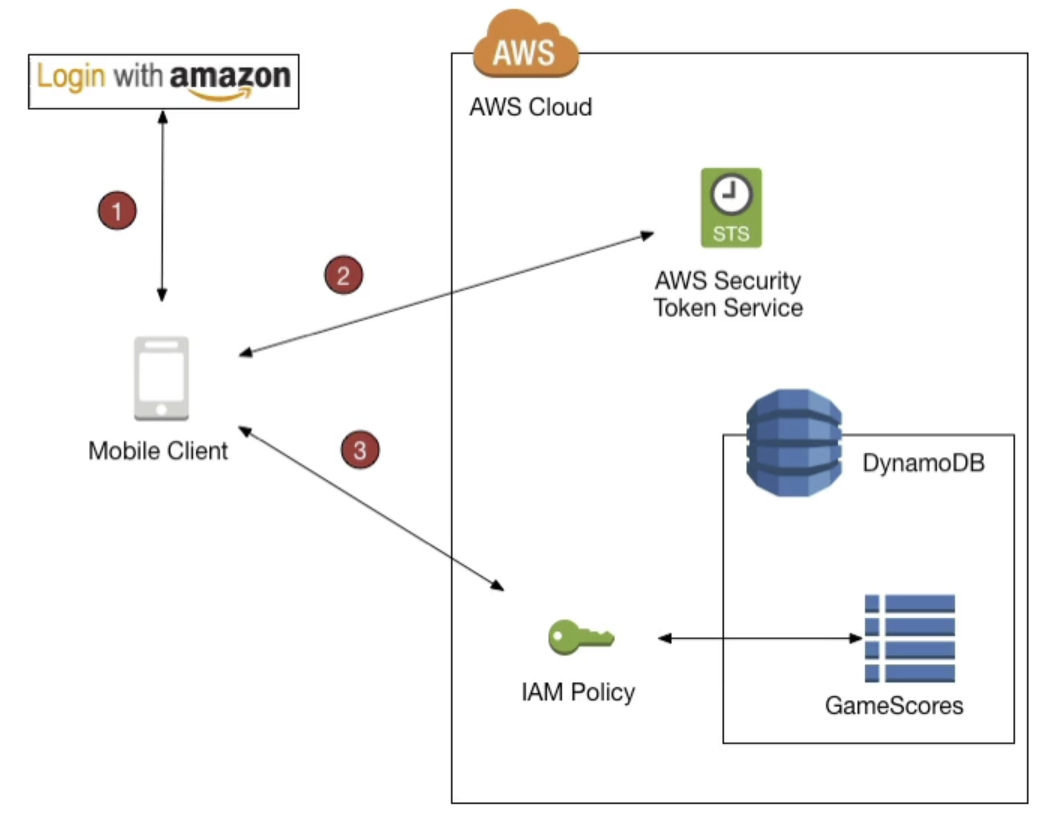 Login with amazon
AWS
AWS Cloud
1
STS
2
AWS Security
Token Service
Mobile Client
3
DynamoDB
IAM Policy
GameScores